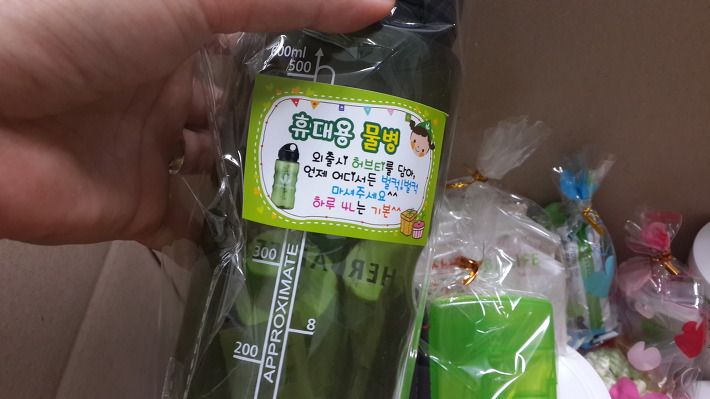 600ml
500
휴대용 물병
외출시 허브티를 담아,
언제 어디서든 벌컥!벌컥
마셔주세요^^
하루 4L는 기본^^
300
APPROXIMATE
8
200